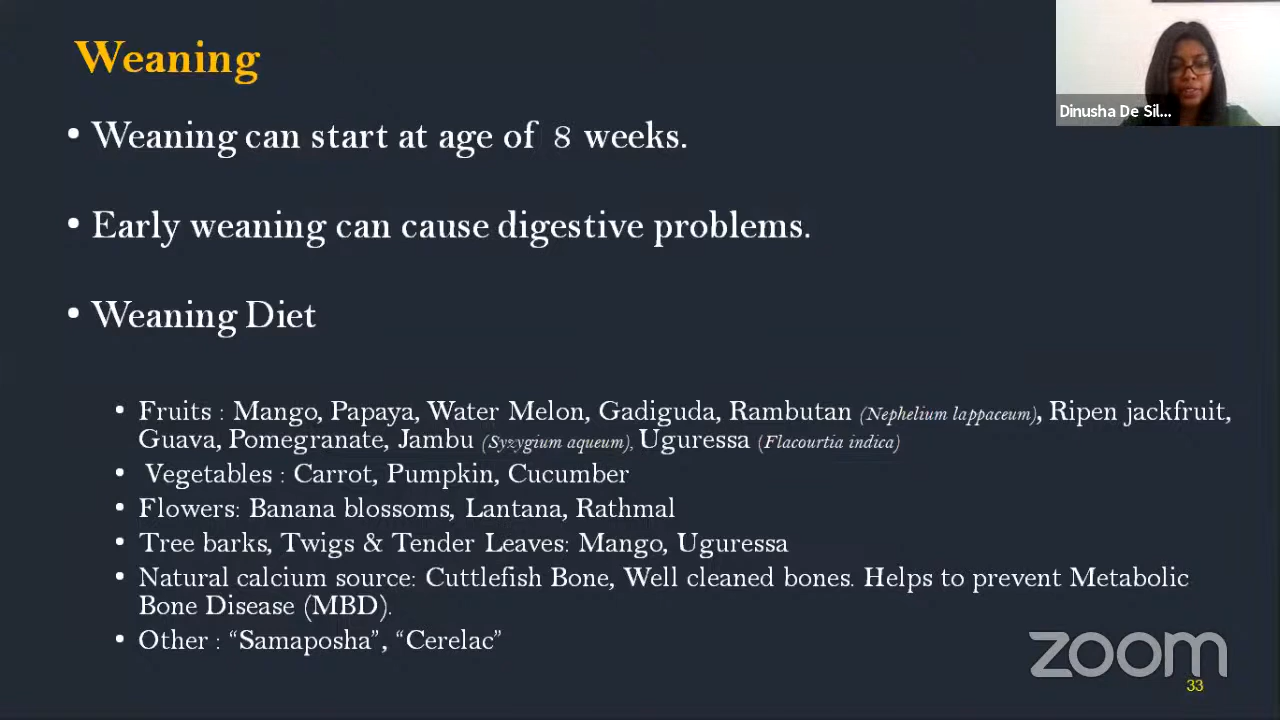 Weaning
Dinusha De Sil...
• Weaning can start at age of 8 weeks.
• Early weaning can cause digestive problems.
• Weaning Diet
• Fruits : Mango, Papaya, Water Melon, Gadiguda, Rambutan (Nephelium lappaceum), Ripen jackfruit,
Guava, Pomegranate, Jambu (Syzygium aqueum), Uguressa (Flacourtia indica)
• Vegetables : Carrot, Pumpkin, Cucumber
• Flowers: Banana blossoms, Lantana, Rathmal
• Tree barks, Twigs & Tender Leaves: Mango, Uguressa
• Natural calcium source: Cuttlefish Bone, Well cleaned bones. Helps to prevent Metabolic
Bone Disease (MBD).
• Other : “Samaposha”, “Cerelac”
zoom
33